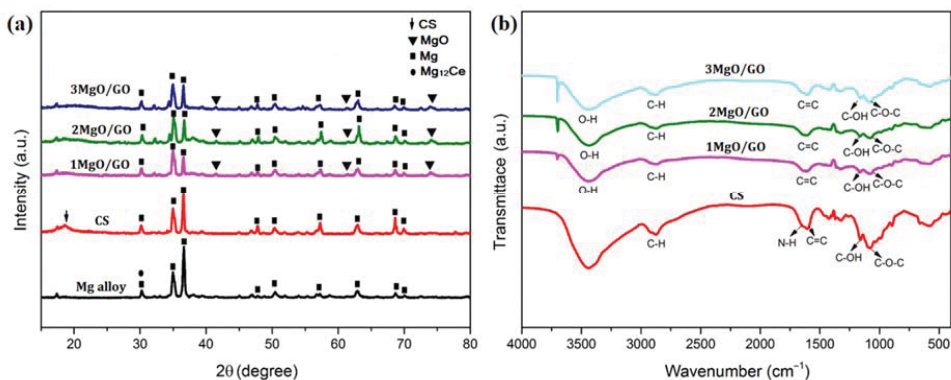 (a)
CS
MgO
Mg
Mg12Ce
3MgO/GO
2MgO/GO
1MgO/GO
CS
Mg alloy
Intensity (a.u.)
20 30 40 50 60 70 80
2θ (degree)
(b)
3MgO/GO
O-H C-H C=C C-OH C-O-C
2MgO/GO
O-H C-H C=C C-OH C-O-C
1MgO/GO
O-H C-H C=C C-OH C-O-C
CS
C-H N-H C=C C-OH C-O-C
Transmittace (a.u.)
4000 3500 3000 2500 2000 1500 1000 500
Wavenumber (cm⁻¹)